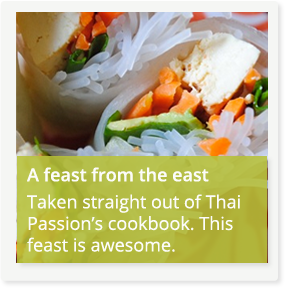 A feast from the east
Taken straight out of Thai
Passion's cookbook. This
feast is awesome.